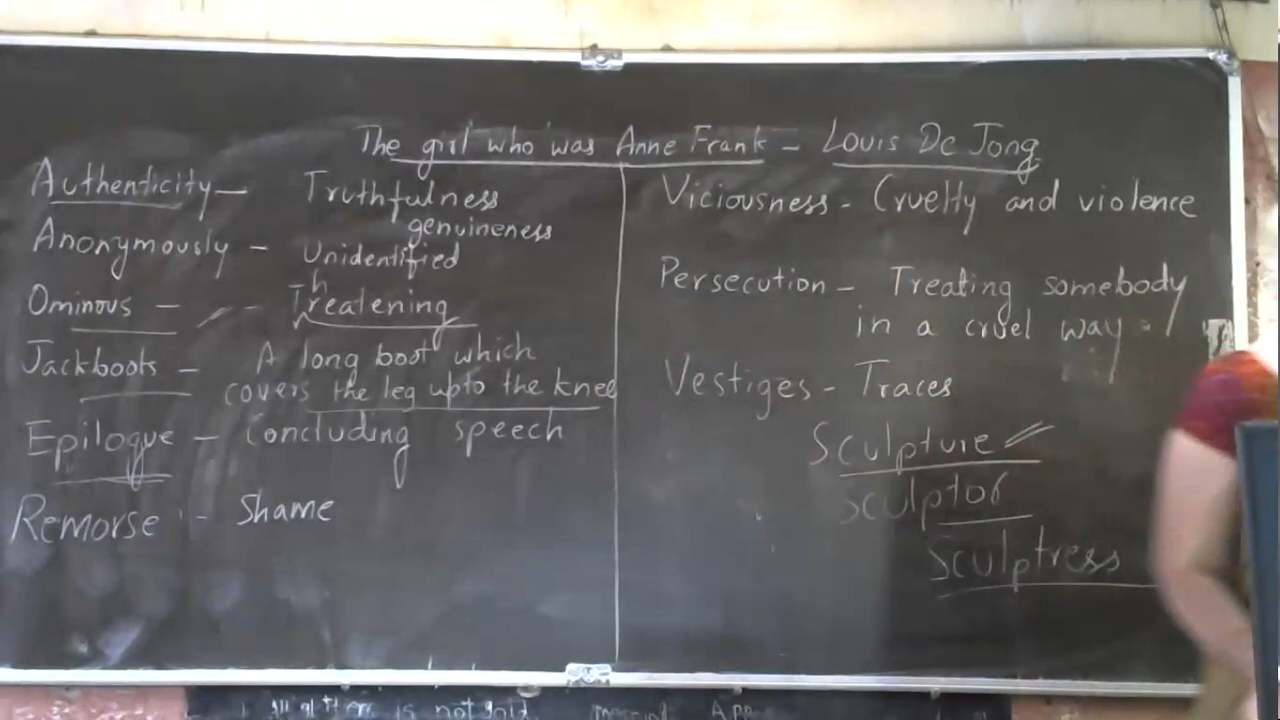 The girl who was Anne Frank - Louis De Jong
Authenticity - Truthfulness
genuineness
Anonymously - Unidentified
Ominous - - Threatening
Jackboots - A long boot which
covers the leg upto the knee
Epilogue - Concluding speech
Remorse - Shame
Viciousness - Cruelty and violence
Persecution - Treating somebody
in a cruel way.
Vestiges - Traces
Sculpture
Sculptor
Sculptress
is not gold